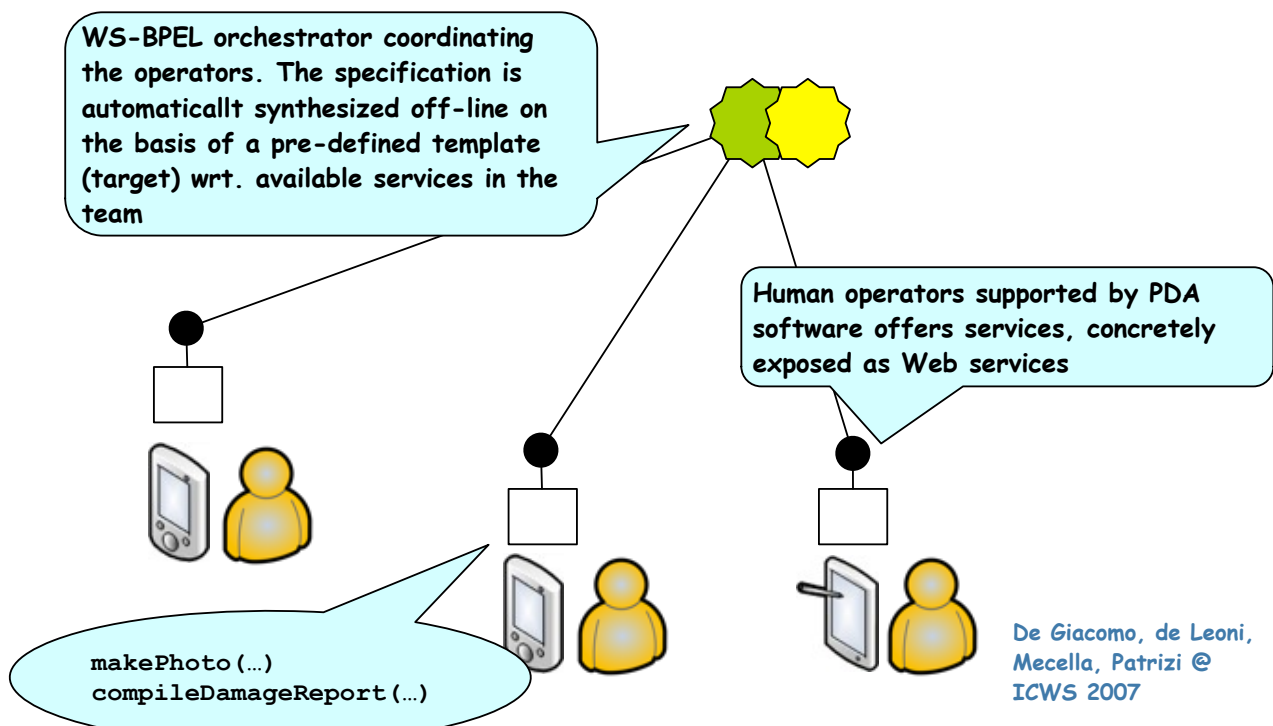 WS-BPEL orchestrator coordinating
the operators. The specification is
automaticallt synthesized off-line on
the basis of a pre-defined template
(target) wrt. available services in the
team
Human operators supported by PDA
software offers services, concretely
exposed as Web services
makePhoto(…)
compileDamageReport(…)
De Giacomo, de Leoni,
Mecella, Patrizi @
ICWS 2007